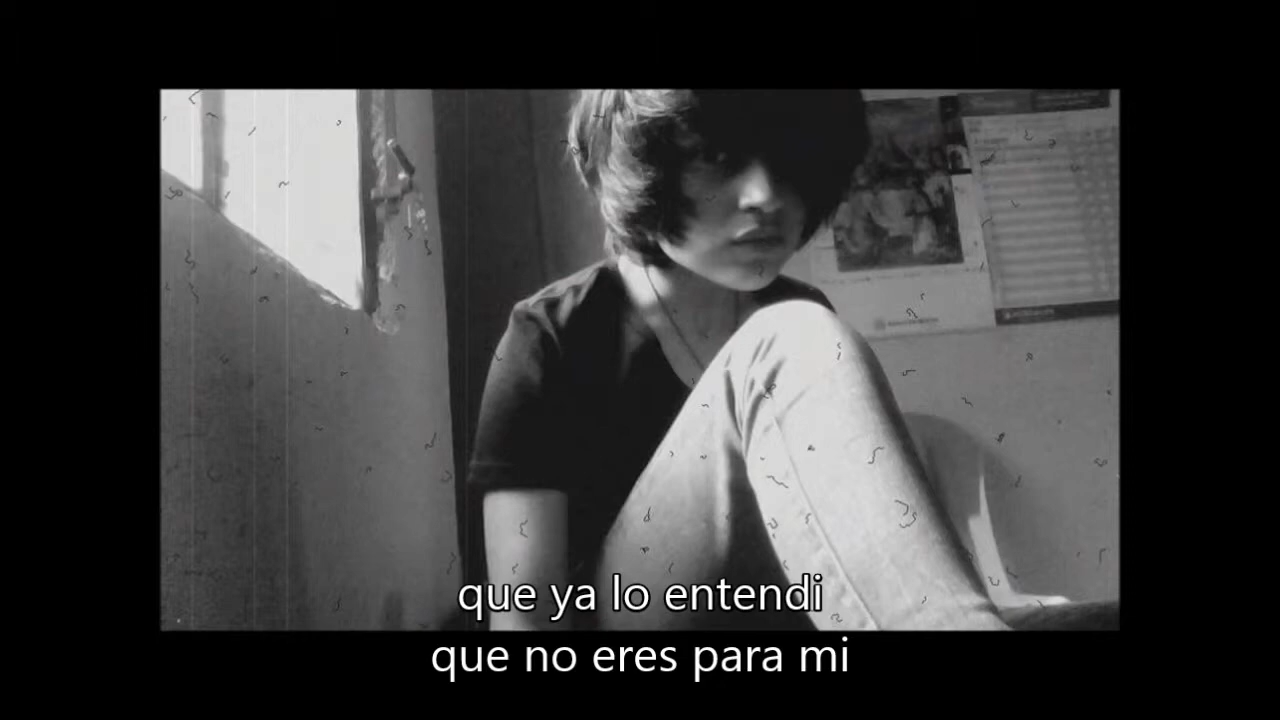 que ya lo entendi
que no eres para mi